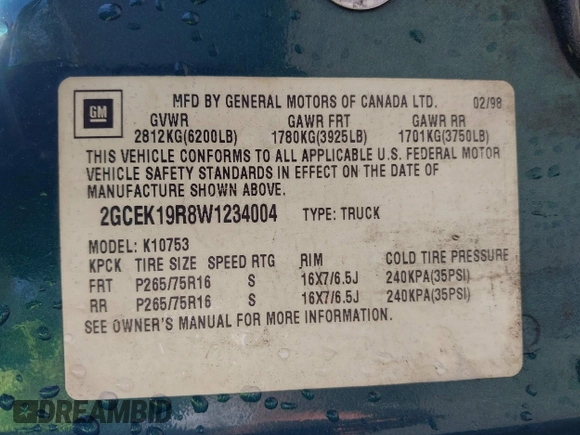 GM
MFD BY GENERAL MOTORS OF CANADA LTD. 02/98
GVWR GAWR FRT GAWR RR
2812KG(6200LB) 1780KG(3925LB) 1701KG(3750LB)
THIS VEHICLE CONFORMS TO ALL APPLICABLE U.S. FEDERAL MOTOR
VEHICLE SAFETY STANDARDS IN EFFECT ON THE DATE OF
MANUFACTURE SHOWN ABOVE.
2GCEK19R8W1234004 TYPE: TRUCK
MODEL: K10753
KPCK TIRE SIZE SPEED RTG RIM COLD TIRE PRESSURE
FRT P265/75R16 S 16X7/6.5J 240KPA(35PSI)
RR P265/75R16 S 16X7/6.5J 240KPA(35PSI)
SEE OWNER'S MANUAL FOR MORE INFORMATION.
DREAMBID